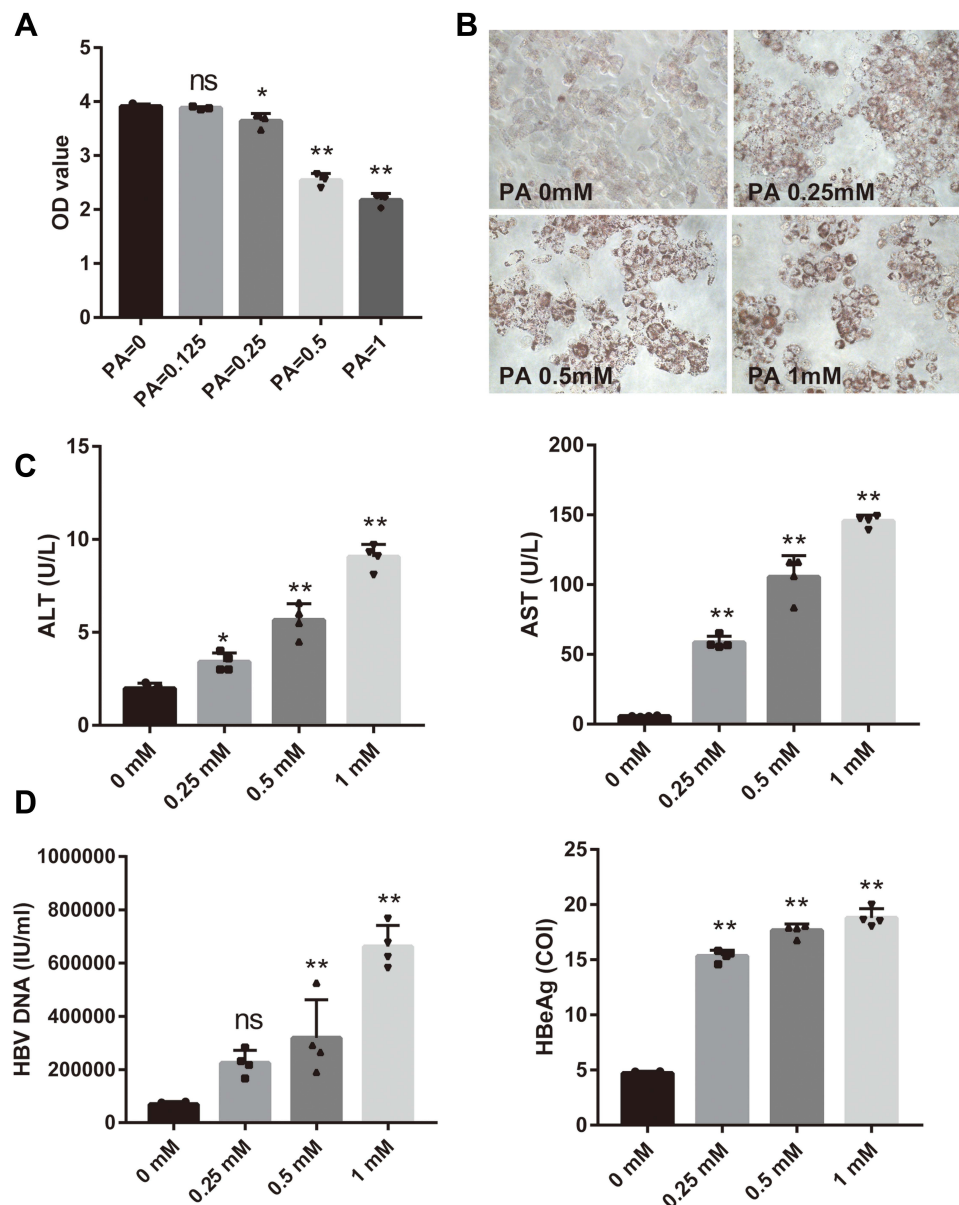 A
5
4
3
2
1
0
OD value
ns
*
**
**
PA=0
PA=0.125
PA=0.25
PA=0.5
PA=1
B
PA 0mM
PA 0.25mM
PA 0.5mM
PA 1mM
C
15
10
5
0
ALT (U/L)
*
**
**
0 mM
0.25 mM
0.5 mM
1 mM
200
150
100
50
0
AST (U/L)
**
**
**
0 mM
0.25 mM
0.5 mM
1 mM
D
1000000
800000
600000
400000
200000
0
HBV DNA (IU/ml)
ns
**
**
0 mM
0.25 mM
0.5 mM
1 mM
25
20
15
10
5
0
HBeAg (COI)
**
**
**
0 mM
0.25 mM
0.5 mM
1 mM